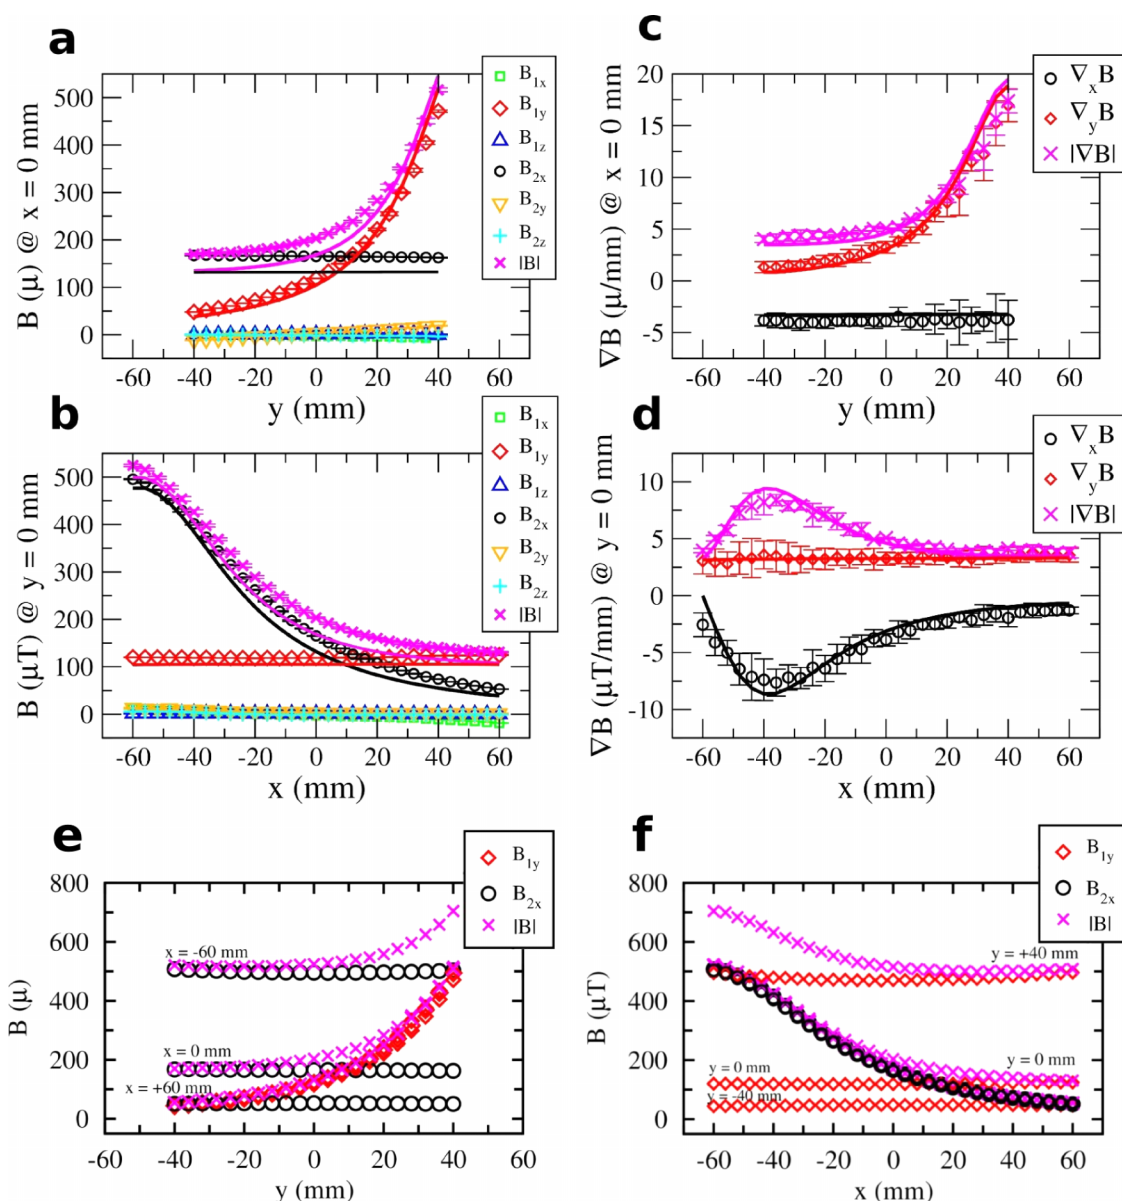 a
B (μ) @ x = 0 mm
500
400
300
200
100
0
-60 -40 -20 0 20 40 60
y (mm)
B1x
B1y
B1z
B2x
B2y
B2z
|B|
c
∇B (μ/mm) @ x = 0 mm
20
15
10
5
0
-5
-60 -40 -20 0 20 40 60
y (mm)
∇xB
∇yB
|∇B|
b
B (μT) @ y = 0 mm
500
400
300
200
100
0
-60 -40 -20 0 20 40 60
x (mm)
B1x
B1y
B1z
B2x
B2y
B2z
|B|
d
∇B (μT/mm) @ y = 0 mm
10
5
0
-5
-10
-60 -40 -20 0 20 40 60
x (mm)
∇xB
∇yB
|∇B|
e
B (μ)
800
600
400
200
0
-60 -40 -20 0 20 40 60
y (mm)
x = -60 mm
x = 0 mm
x = +60 mm
B1y
B2x
|B|
f
B (μT)
800
600
400
200
0
-60 -40 -20 0 20 40 60
x (mm)
y = +40 mm
y = 0 mm
y = 0 mm
y = -40 mm
B1y
B2x
|B|